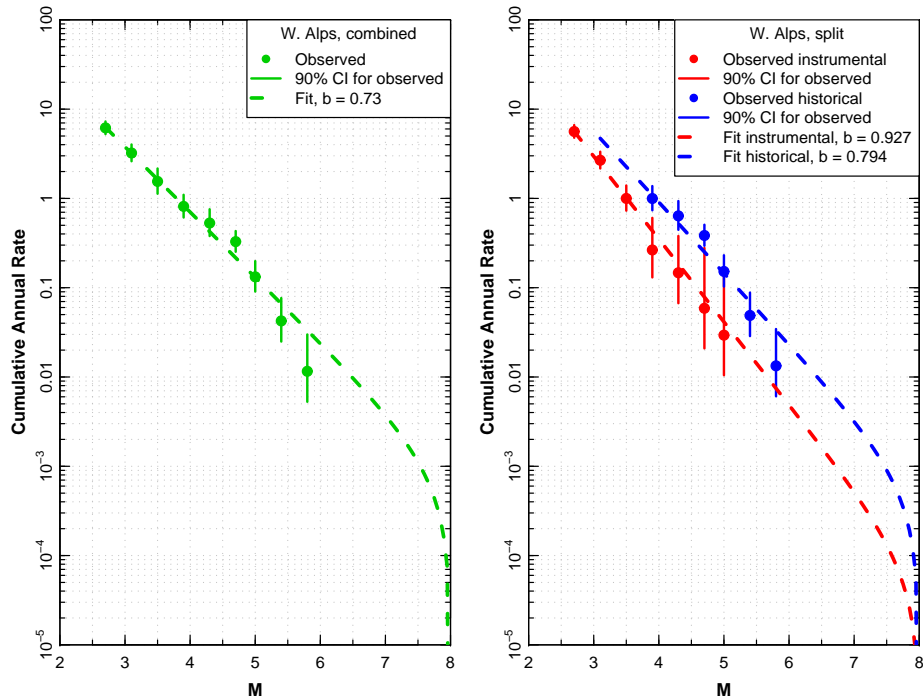 W. Alps, combined
Observed
90% CI for observed
Fit, b = 0.73
Cumulative Annual Rate
100
10
1
0.1
0.01
10−3
10−4
10−5
2 3 4 5 6 7 8
M
W. Alps, split
Observed instrumental
90% CI for observed
Observed historical
90% CI for observed
Fit instrumental, b = 0.927
Fit historical, b = 0.794
Cumulative Annual Rate
100
10
1
0.1
0.01
10−3
10−4
10−5
2 3 4 5 6 7 8
M